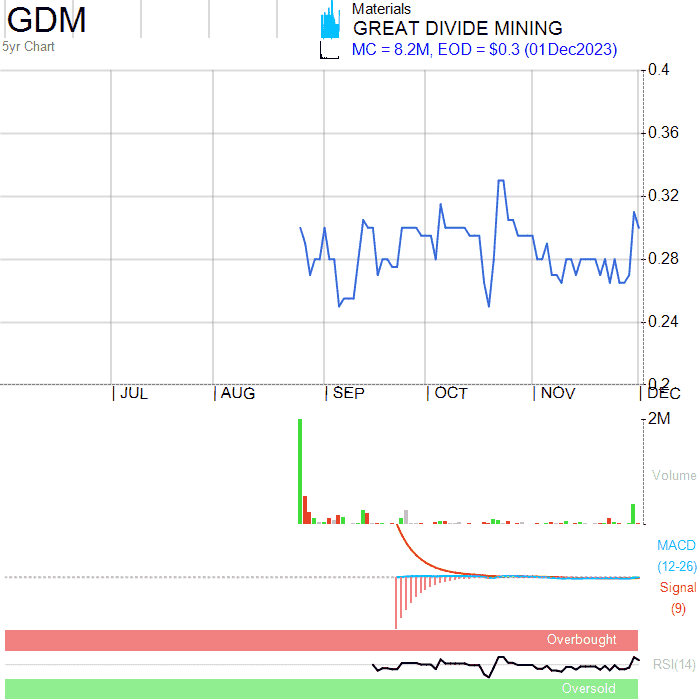 GDM
5yr Chart
Materials
GREAT DIVIDE MINING
MC = 8.2M, EOD = $0.3 (01Dec2023)
0.4
0.36
0.32
0.28
0.24
0.2
JUL AUG SEP OCT NOV DEC
2M
Volume
MACD
(12-26)
Signal
(9)
Overbought
RSI(14)
Oversold